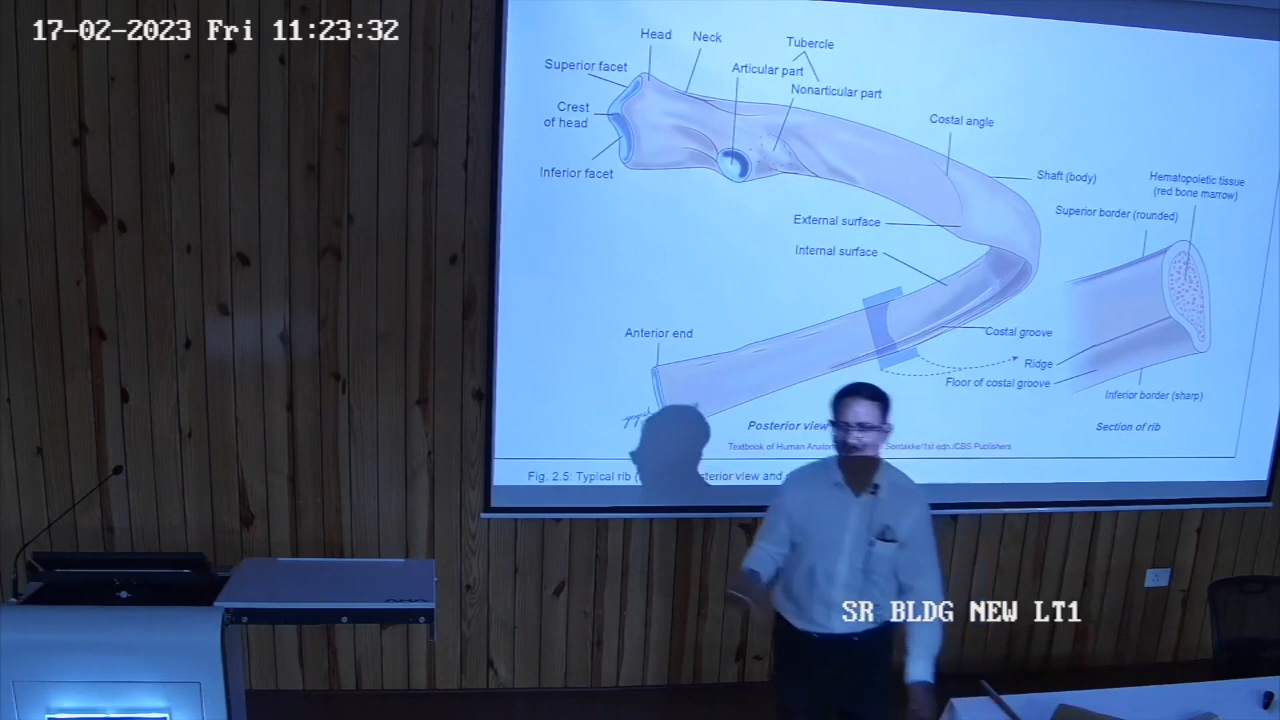 17-02-2023 Fri 11:23:32
Head
Neck
Tubercle
Superior facet
Articular part
Nonarticular part
Crest
of head
Costal angle
Inferior facet
Shaft (body)
Hematopoietic tissue
(red bone marrow)
Superior border (rounded)
External surface
Internal surface
Anterior end
Costal groove
Ridge
Floor of costal groove
Inferior border (sharp)
Posterior view
Section of rib
Textbook of Human Sontakke/1st edn./CBS Publishers
Fig. 2.5: Typical rib view and
SR BLDG NEW LT1